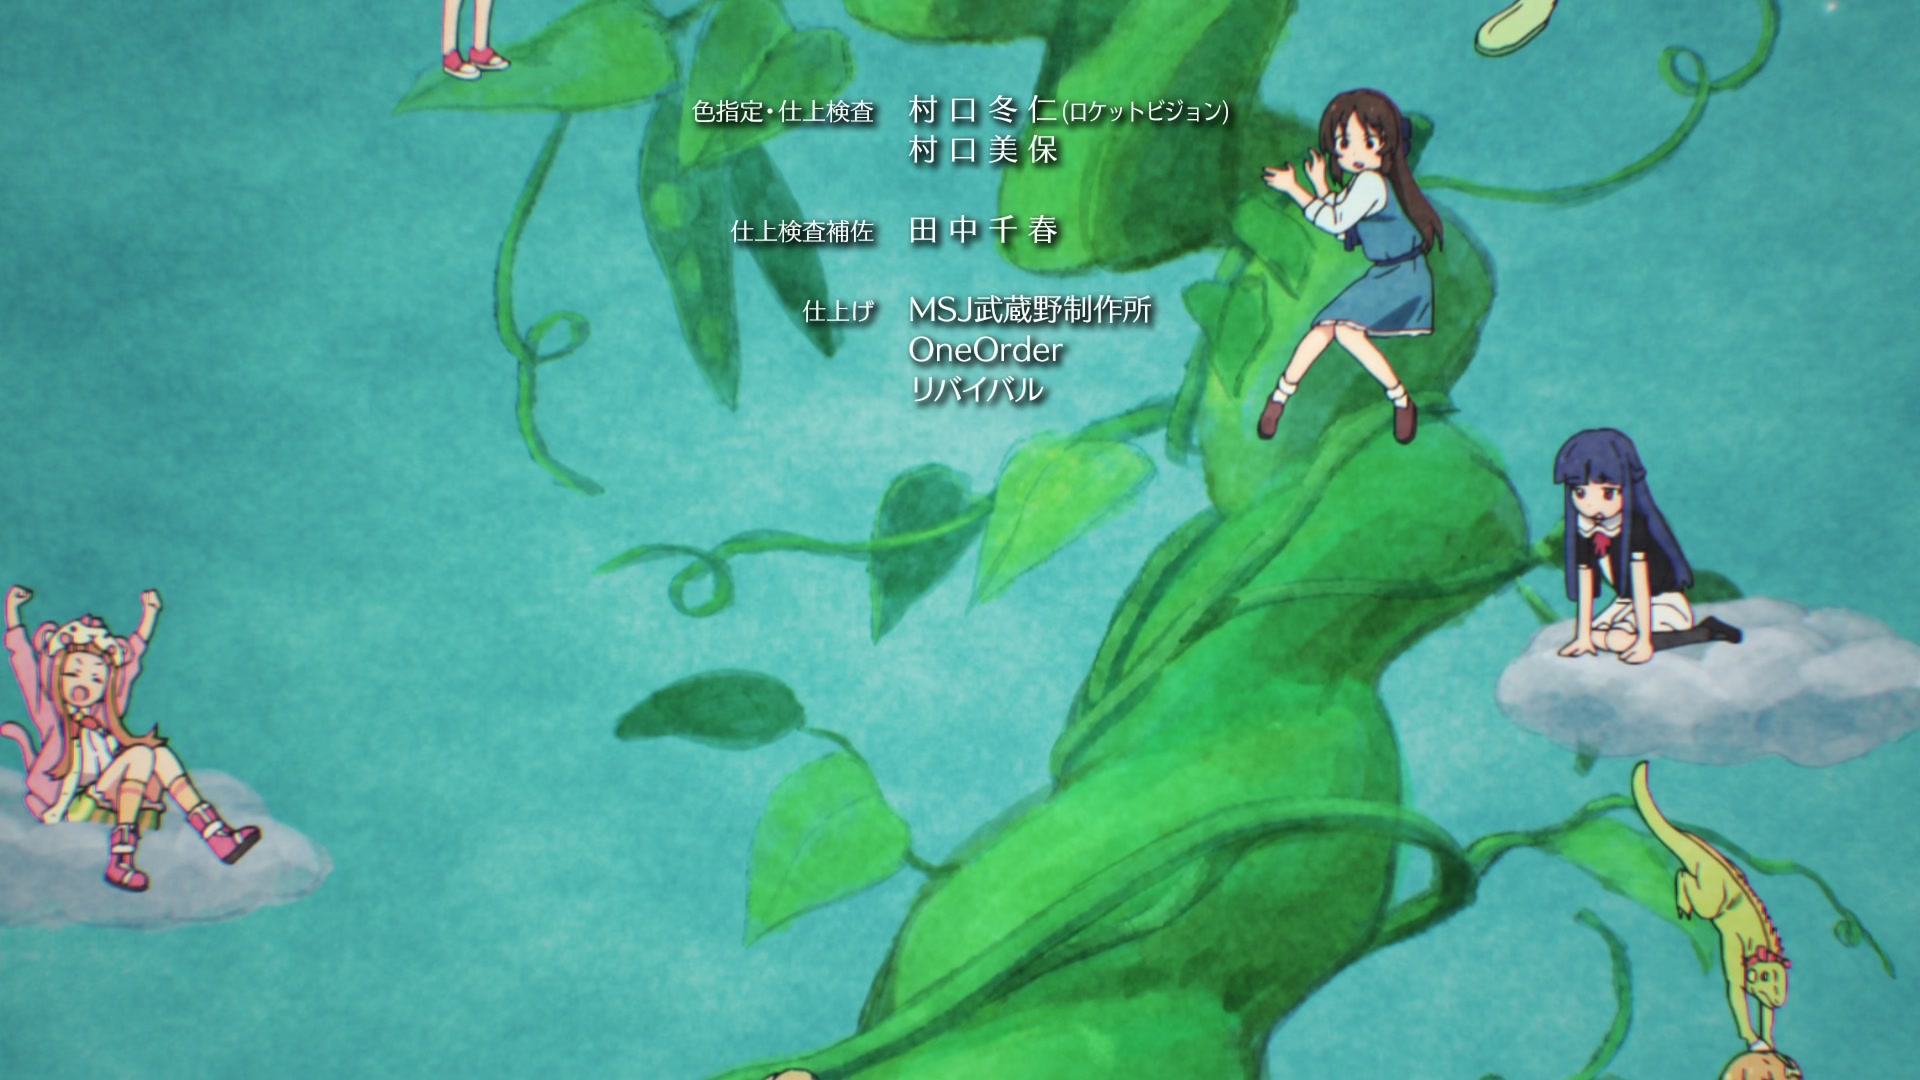 色指定・仕上検査 村口冬仁(ロケットビジョン)
村口美保
仕上検査補佐 田中千春
仕上げ MSJ武蔵野制作所
OneOrder
リバイバル